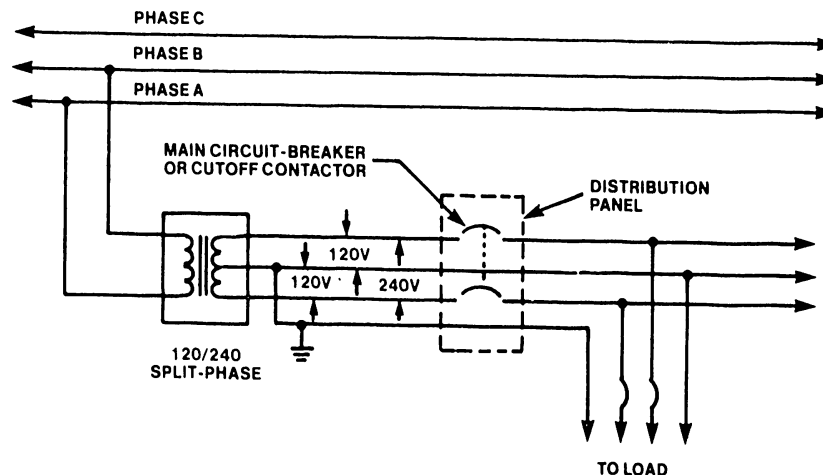 PHASE C
PHASE B
PHASE A
MAIN CIRCUIT-BREAKER
OR CUTOFF CONTACTOR
DISTRIBUTION
PANEL
120V
120V
240V
120/240
SPLIT-PHASE
TO LOAD